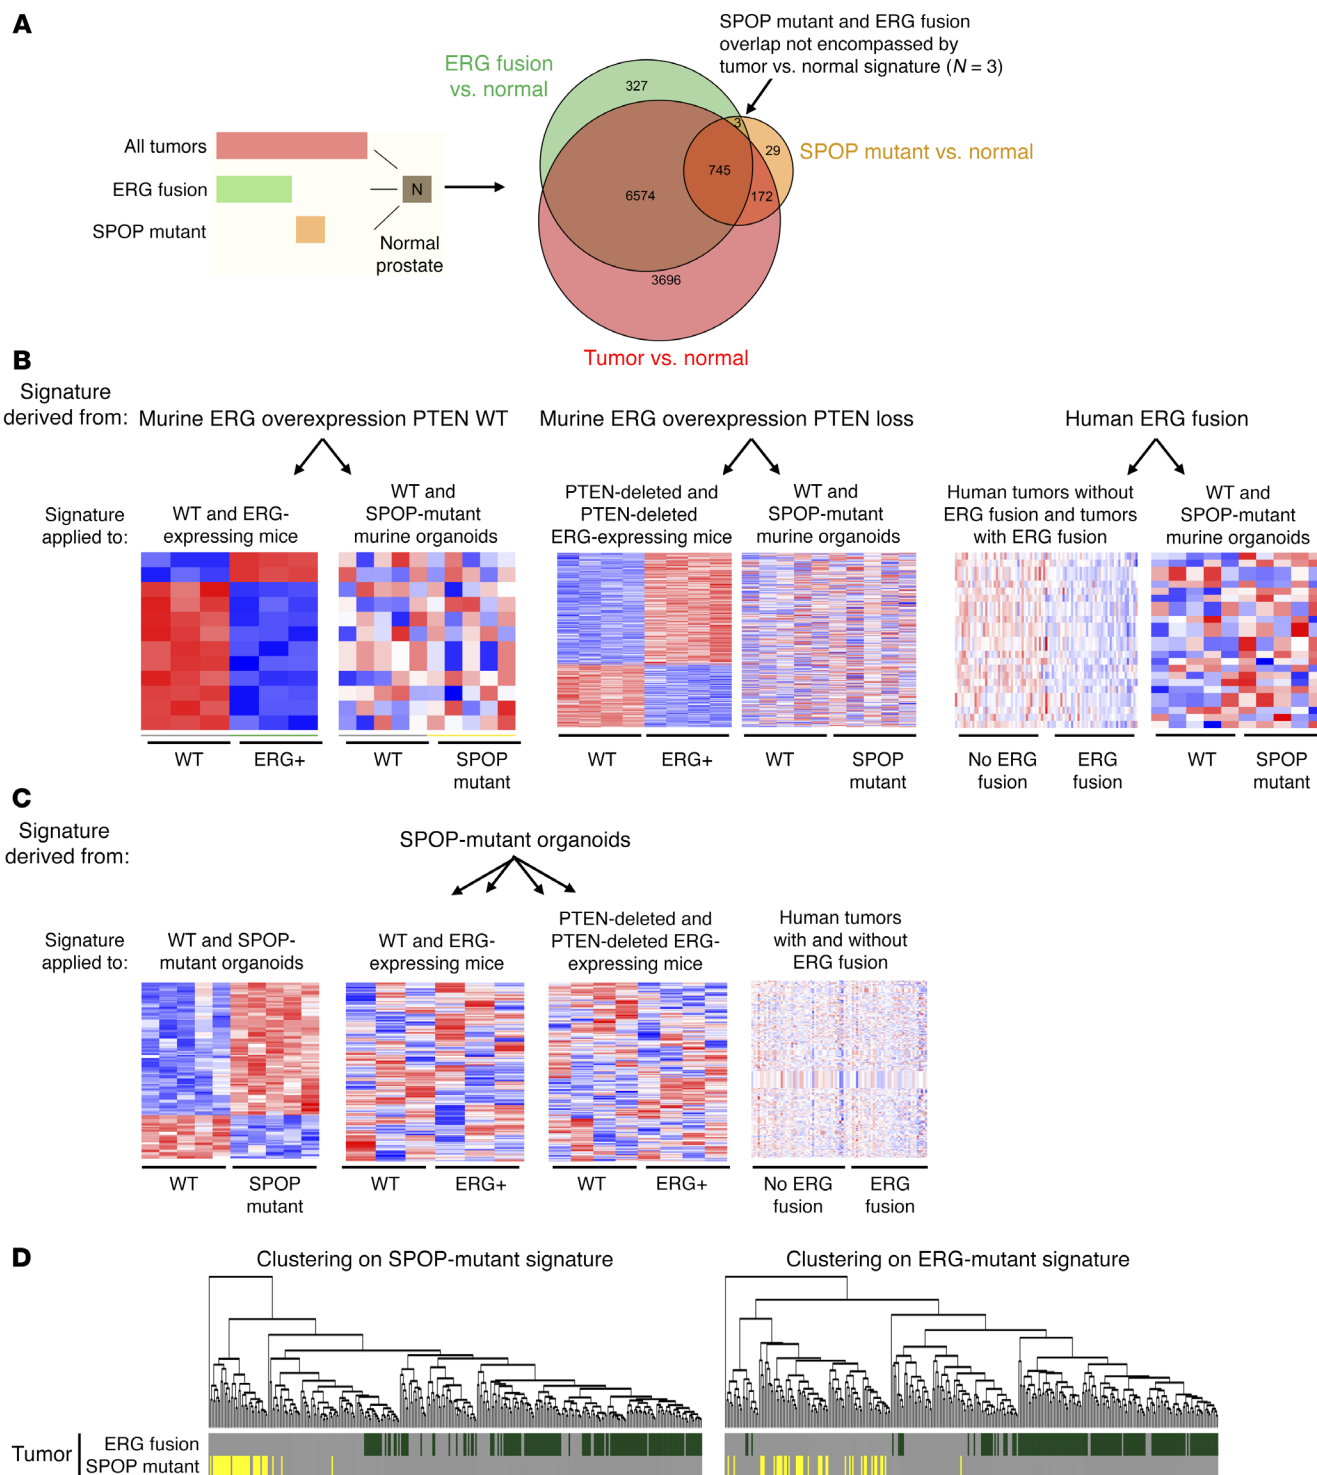 A
SPOP mutant and ERG fusion
overlap not encompassed by
tumor vs. normal signature (N = 3)
ERG fusion
vs. normal
327
3
29
SPOP mutant vs. normal
745
172
6574
3696
Tumor vs. normal
All tumors
ERG fusion
SPOP mutant
N
Normal
prostate
B
Signature
derived from:
Murine ERG overexpression PTEN WT
Murine ERG overexpression PTEN loss
Human ERG fusion
Signature
applied to:
WT and ERG-
expressing mice
WT and
SPOP-mutant
murine organoids
PTEN-deleted and
PTEN-deleted
ERG-expressing mice
WT and
SPOP-mutant
murine organoids
Human tumors without
ERG fusion and tumors
with ERG fusion
WT and
SPOP-mutant
murine organoids
WT
ERG+
WT
SPOP
mutant
WT
ERG+
WT
SPOP
mutant
No ERG
fusion
ERG
fusion
WT
SPOP
mutant
C
Signature
derived from:
SPOP-mutant organoids
Signature
applied to:
WT and SPOP-
mutant organoids
WT and ERG-
expressing mice
PTEN-deleted and
PTEN-deleted ERG-
expressing mice
Human tumors
with and without
ERG fusion
WT
SPOP
mutant
WT
ERG+
WT
ERG+
No ERG
fusion
ERG
fusion
D
Clustering on SPOP-mutant signature
Clustering on ERG-mutant signature
Tumor
ERG fusion
SPOP mutant